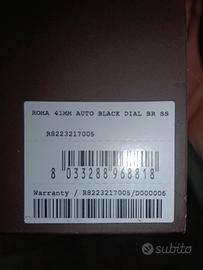 ROMA 41MM AUTO BLACK DIAL BR SS
R8223217005
8 033288 968818
Warranty / R8223217005/D000006
subito